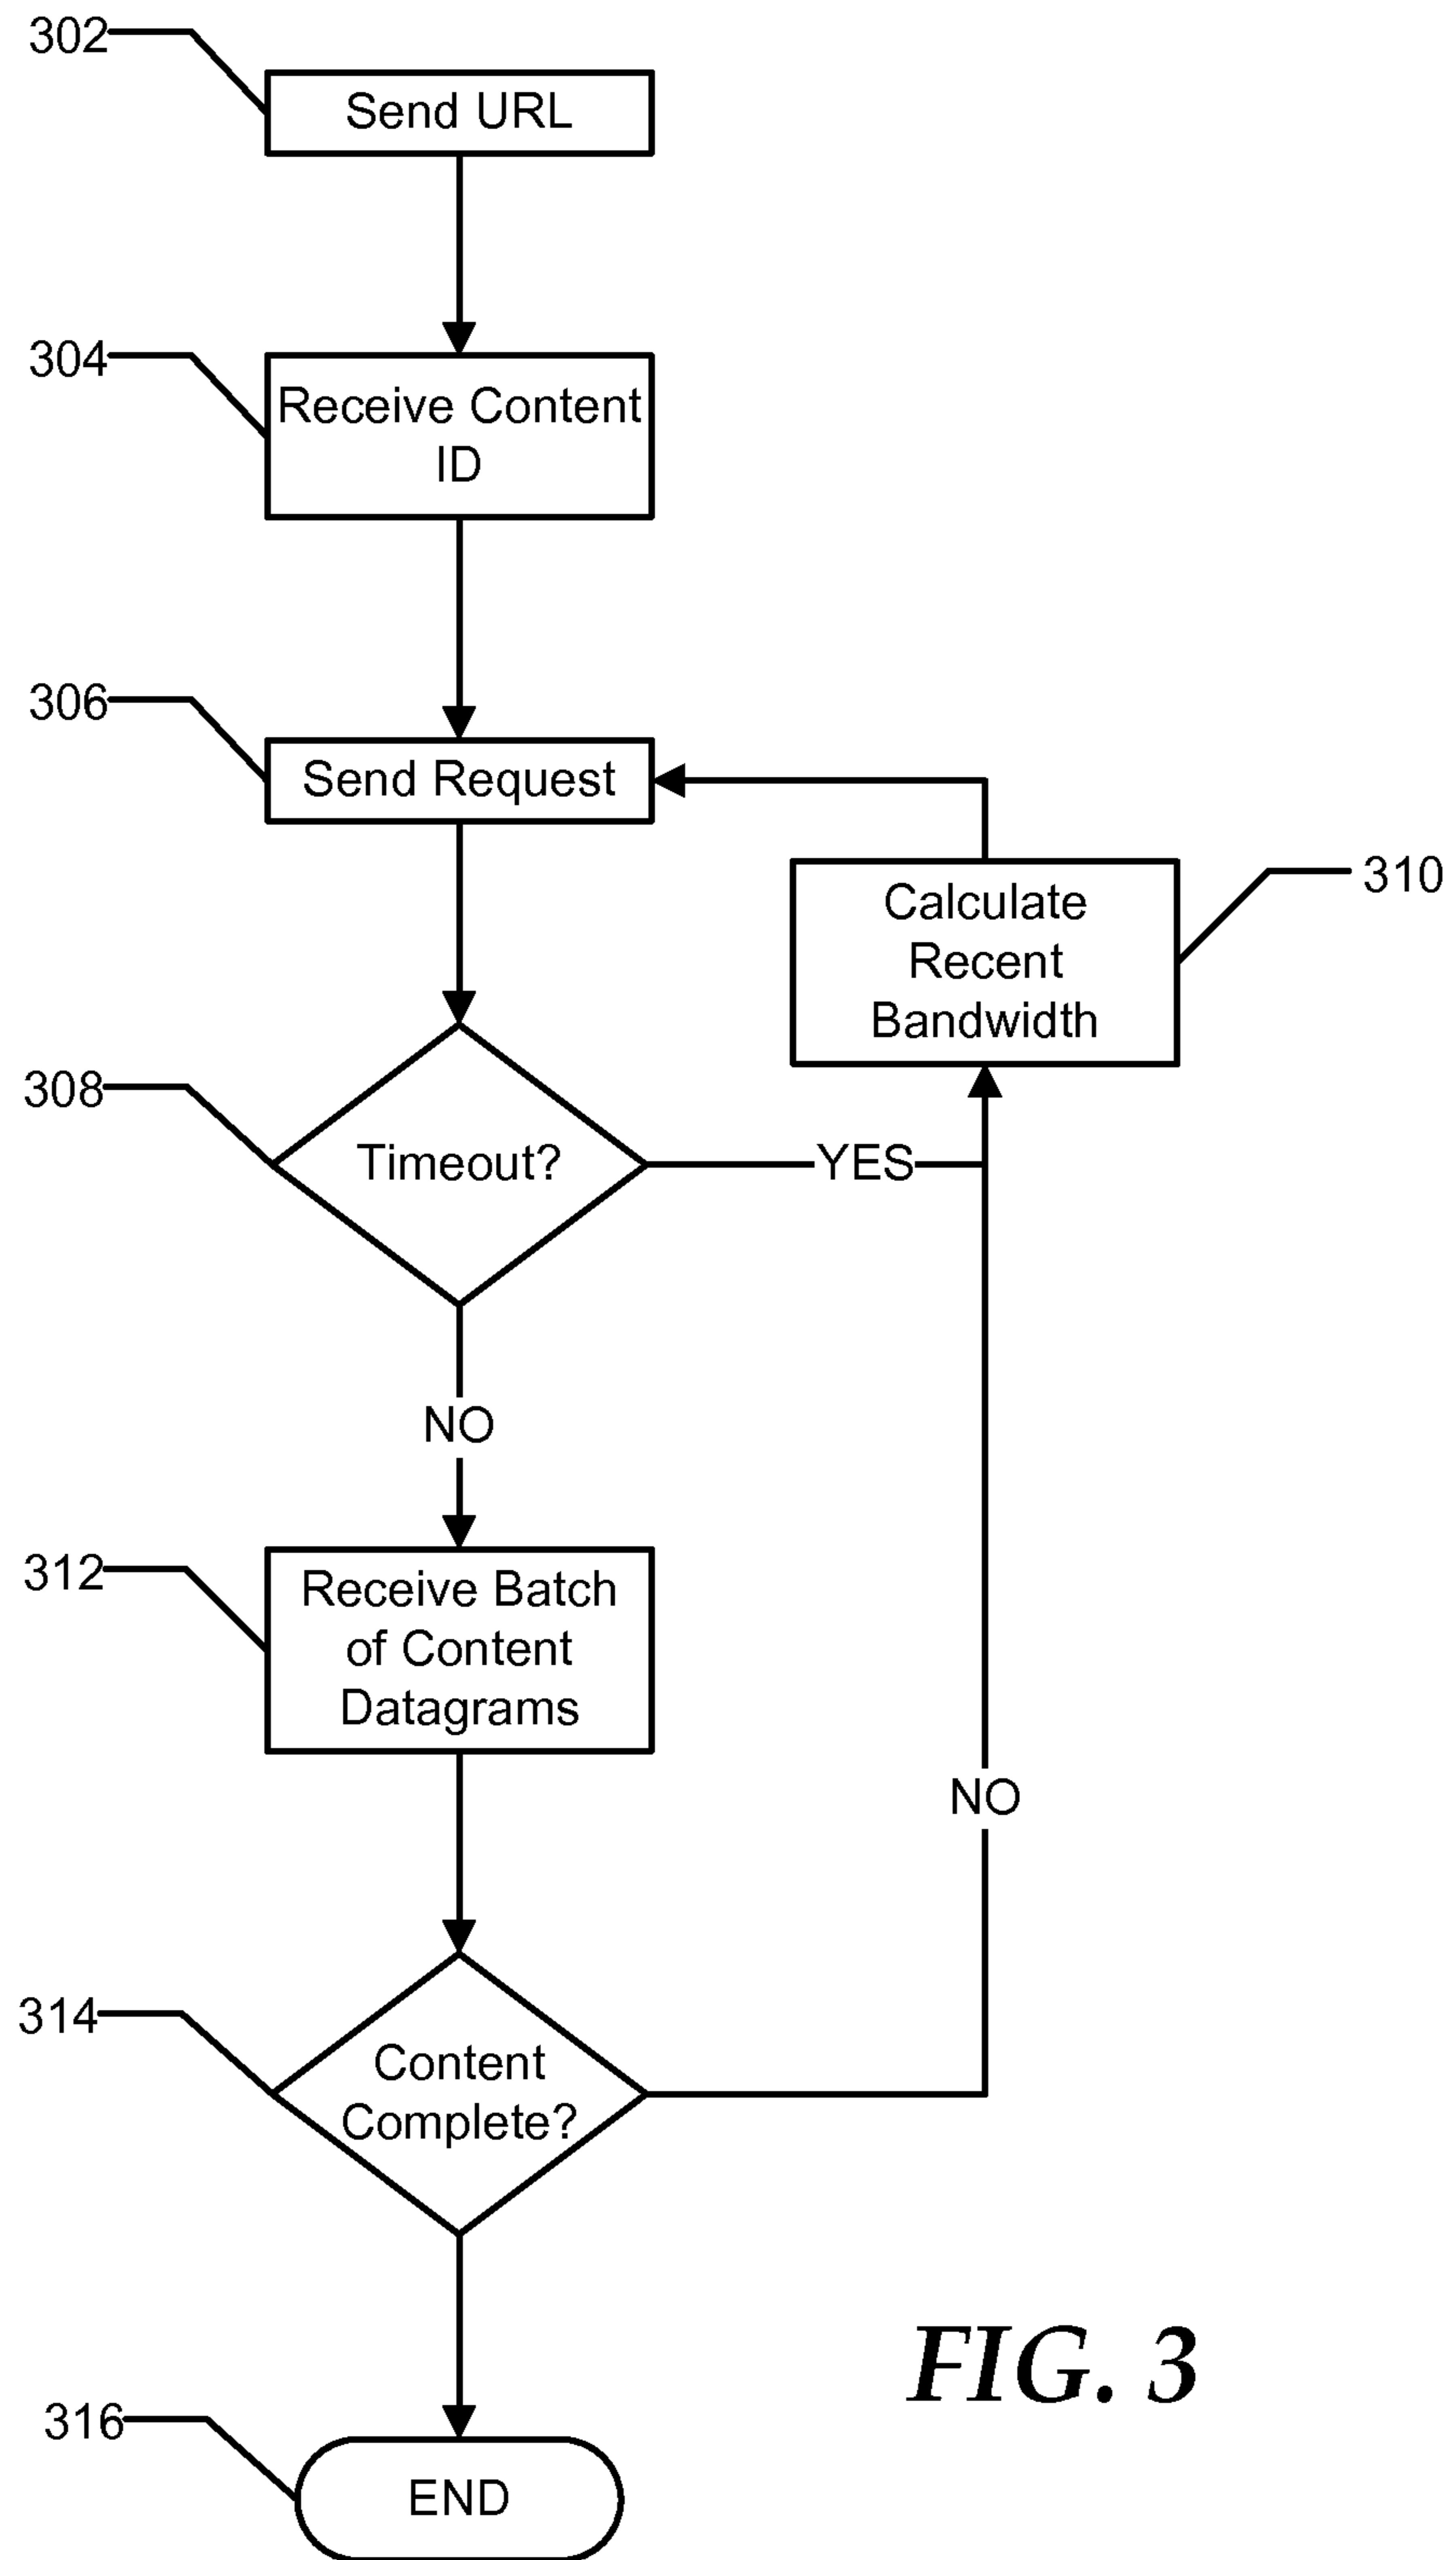 302
Send URL
304
Receive Content
ID
306
Send Request
310
Calculate
Recent
Bandwidth
308
Timeout?
YES
NO
312
Receive Batch
of Content
Datagrams
NO
314
Content
Complete?
FIG. 3
316
END